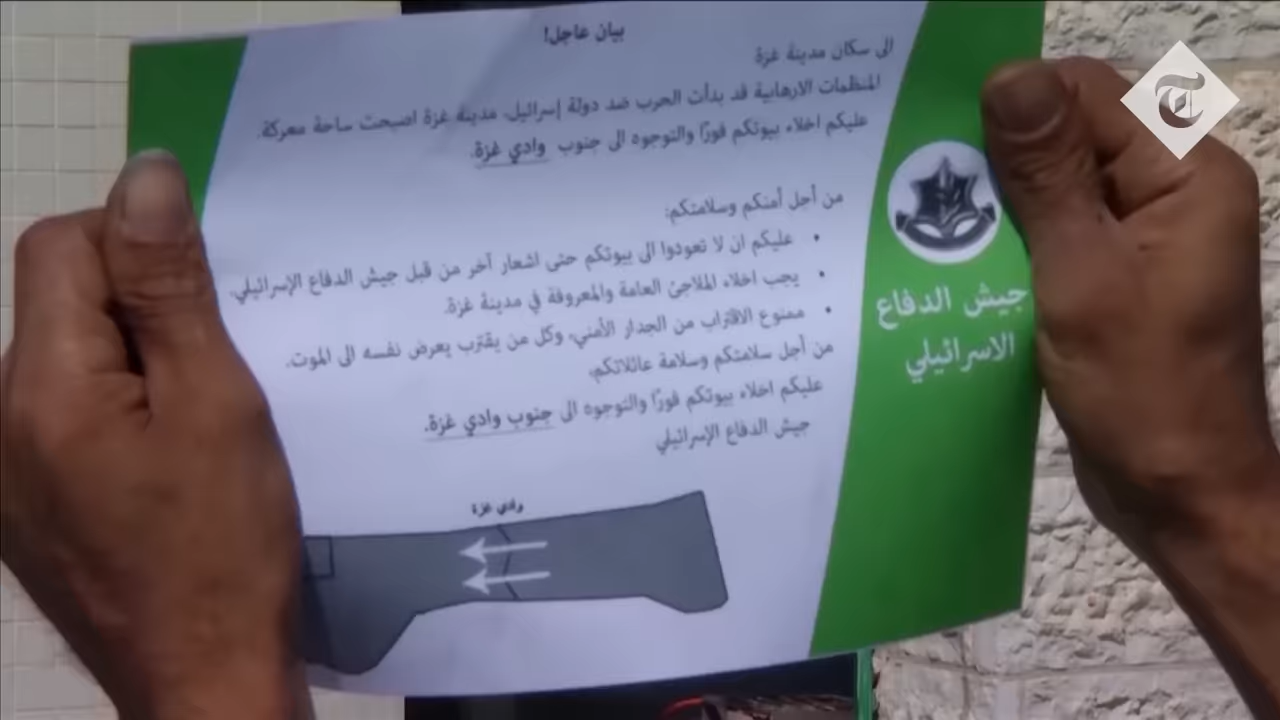 بيان عاجل!
الى سكان مدينة غزة
المنظمات الارهابية قد بدأت الحرب ضد دولة إسرائيل، مدينة غزة اصبحت ساحة معركة.
عليكم اخلاء بيوتكم فورًا والتوجوه الى جنوب وادي غزة.
من أجل أمنكم وسلامتكم:
• عليكم ان لا تعودوا الى بيوتكم حتى اشعار آخر من قبل جيش الدفاع الإسرائيلي.
• يجب اخلاء الملاجئ العامة والمعروفة في مدينة غزة.
• ممنوع الاقتراب من الجدار الأمني، وكل من يقترب يعرض نفسه الى الموت.
من أجل سلامتكم وسلامة عائلاتكم،
عليكم اخلاء بيوتكم فورًا والتوجوه الى جنوب وادي غزة.
جيش الدفاع الإسرائيلي
وادي غزة
جيش الدفاع
الاسرائيلي
T